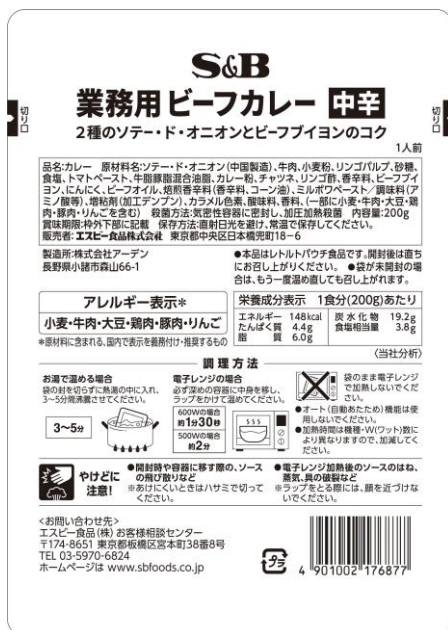 S&B
業務用ビーフカレー 中辛
2種のソテー・ド・オニオンとビーフブイヨンのコク
1人前
切り口
切り口
品名:カレー 原材料名:ソテー・ド・オニオン(中国製造)、牛肉、小麦粉、リンゴパルプ、砂糖、
食塩、トマトペースト、牛脂豚脂混合油脂、カレー粉、チャツネ、リンゴ酢、香辛料、ビーフブイ
ヨン、にんにく、ビーフオイル、焙煎香辛料(香辛料、コーン油)、ミルポワペースト/調味料(ア
ミノ酸等)、増粘剤(加工デンプン)、カラメル色素、酸味料、香料、(一部に小麦・牛肉・大豆・鶏
肉・豚肉・りんごを含む) 殺菌方法:気密性容器に密封し、加圧加熱殺菌 内容量:200g
賞味期限:枠外下部に記載 保存方法:直射日光を避け、常温で保存してください。
販売者:エスビー食品株式会社 東京都中央区日本橋兜町18-6
製造所:株式会社アーデン
長野県小諸市森山66-1
●本品はレトルトパウチ食品です。開封後は直ち
にお召し上がりください。 ●袋が未開封の場
合は、もう一度温め直しても召し上がれます。
アレルギー表示*
小麦・牛肉・大豆・鶏肉・豚肉・りんご
*原材料に含まれる、国内で表示を義務付け・推奨するもの
栄養成分表示 1食分(200g)あたり
エネルギー 148kcal 炭水化物 19.2g
たんぱく質 4.4g 食塩相当量 3.8g
脂質 6.0g
(当社分析)
調理方法
お湯で温める場合
袋の封を切らずに熱湯の中に入れ、
3~5分間沸騰させてください。
3~5分
電子レンジの場合
必ず深めの容器に中身を移し、
ラップをかけて温めてください。
600Wの場合
約1分30秒
500Wの場合
約2分
袋のまま電子レンジ
で加熱しないでくだ
さい。
●オート(自動あたため)機能は使
用しないでください。
●加熱時間は機種・W(ワット)数に
より異なりますので、加減してく
ださい。
やけどに
注意!
●開封時や容器に移す際の、ソース
の飛び散りなど
※あけにくいときはハサミで切って
ください。
●電子レンジ加熱後のソースのはね、
蒸気、具の破裂など
※ラップをとる際には、顔を近づけな
いでください。
<お問い合わせ先>
エスビー食品(株)お客様相談センター
〒174-8651 東京都板橋区宮本町38番8号
TEL 03-5970-6824
ホームページは www.sbfoods.co.jp
プラ
4 901002 176877